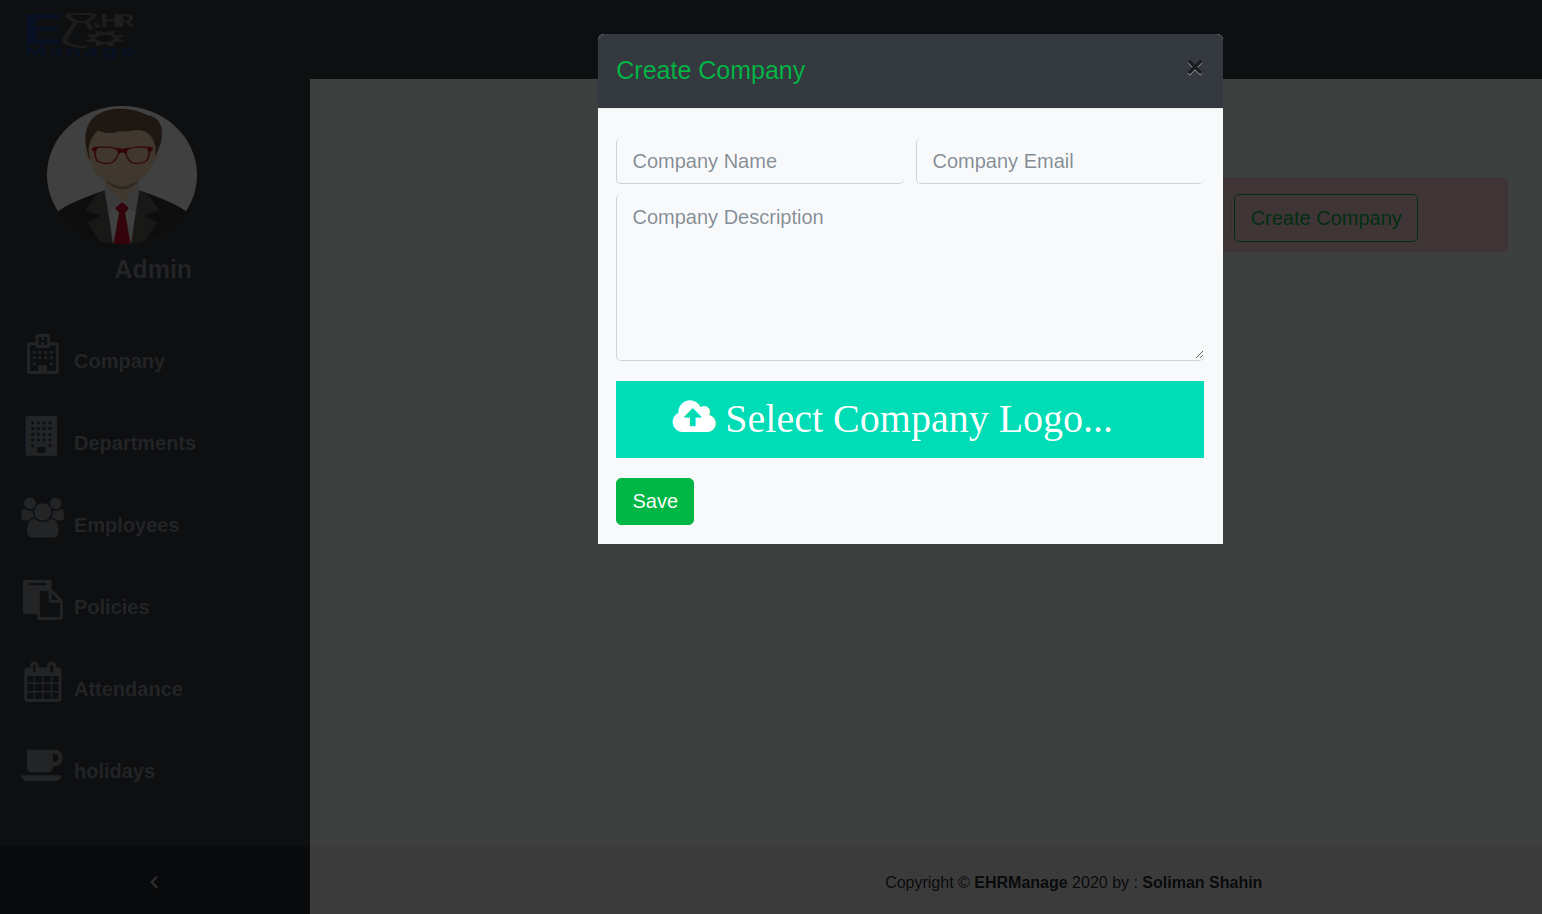 E HR
Create Company
×
Company Name
Company Email
Company Description
Create Company
Admin
Company
Departments
Employees
Policies
Attendance
holidays
Select Company Logo...
Save
Copyright © EHRManage 2020 by : Soliman Shahin